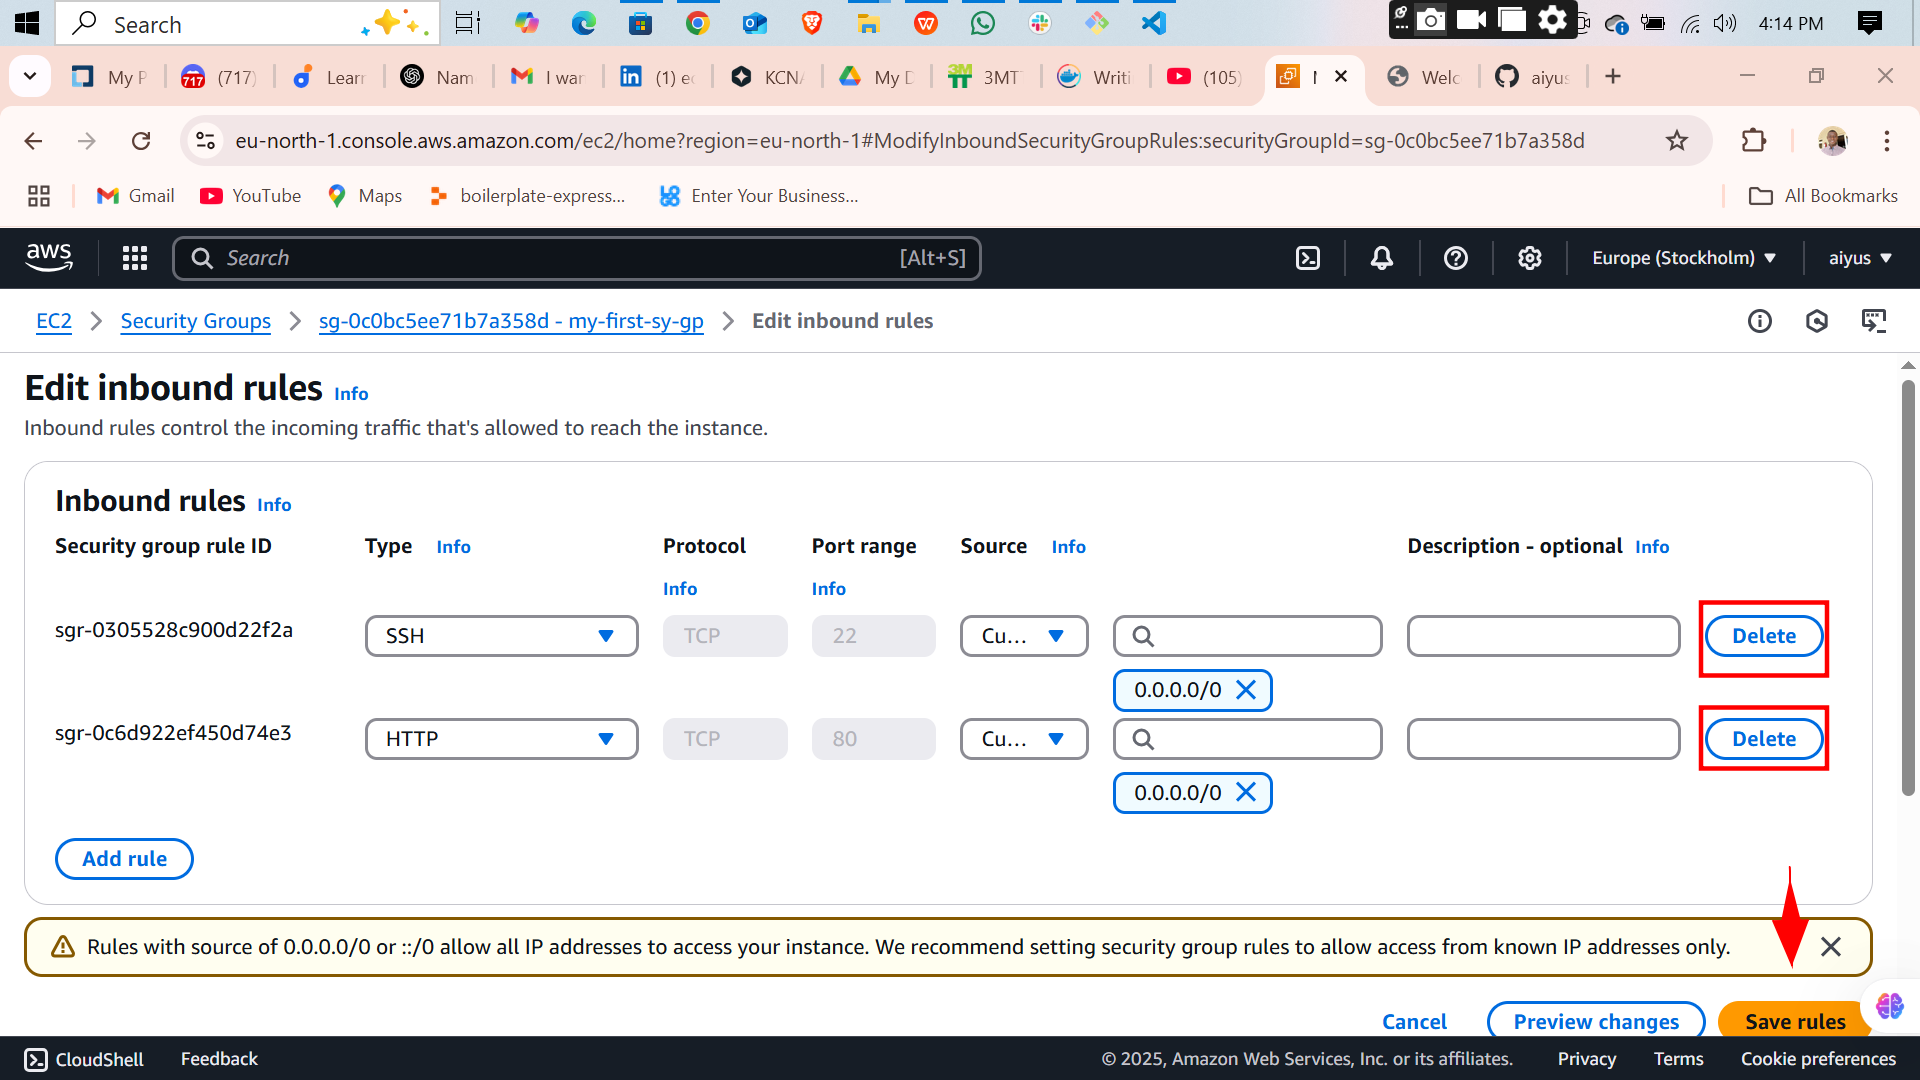 Search
4:14 PM
My P
(717)
Learn
Nam
I war
(1) ec
KCNA
My D
3MT
Writi
(105)
Welc
aiyus
eu-north-1.console.aws.amazon.com/ec2/home?region=eu-north-1#ModifyInboundSecurityGroupRules:securityGroupId=sg-0c0bc5ee71b7a358d
Gmail
YouTube
Maps
boilerplate-express...
Enter Your Business...
All Bookmarks
aws
Search
[Alt+S]
Europe (Stockholm)
aiyus
EC2
Security Groups
sg-0c0bc5ee71b7a358d - my-first-sy-gp
Edit inbound rules
Edit inbound rules Info
Inbound rules control the incoming traffic that's allowed to reach the instance.
Inbound rules Info
Security group rule ID
Type Info
Protocol
Port range
Source Info
Description - optional Info
Info
Info
sgr-0305528c900d22f2a
SSH
TCP
22
Cu...
Delete
0.0.0.0/0
sgr-0c6d922ef450d74e3
HTTP
TCP
80
Cu...
Delete
0.0.0.0/0
Add rule
Rules with source of 0.0.0.0/0 or ::/0 allow all IP addresses to access your instance. We recommend setting security group rules to allow access from known IP addresses only.
Cancel
Preview changes
Save rules
CloudShell
Feedback
© 2025, Amazon Web Services, Inc. or its affiliates.
Privacy
Terms
Cookie preferences